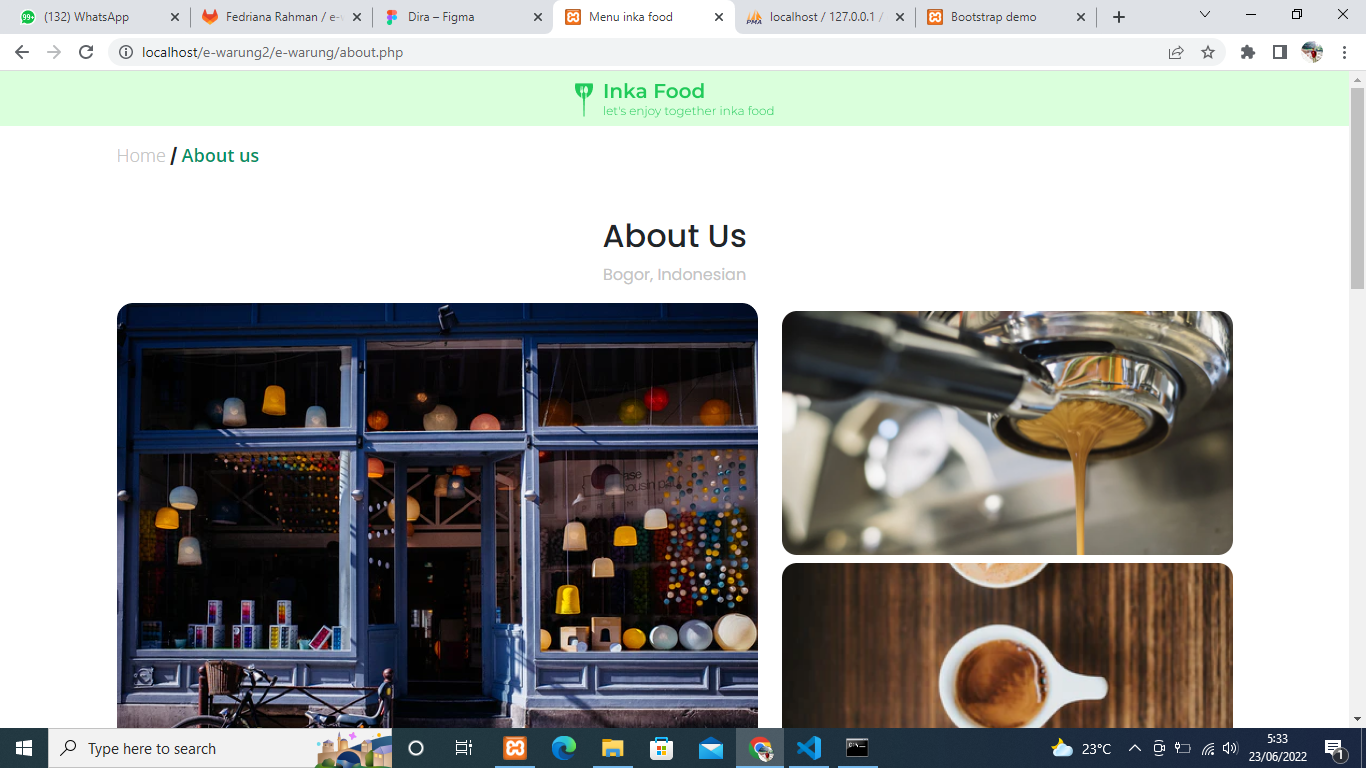 (132) WhatsApp
Fedriana Rahman / e-
Dira – Figma
Menu inka food
localhost / 127.0.0.1 /
Bootstrap demo
localhost/e-warung2/e-warung/about.php
Inka Food
let's enjoy together inka food
Home / About us
About Us
Bogor, Indonesian
Type here to search
23°C
5:33
23/06/2022
1